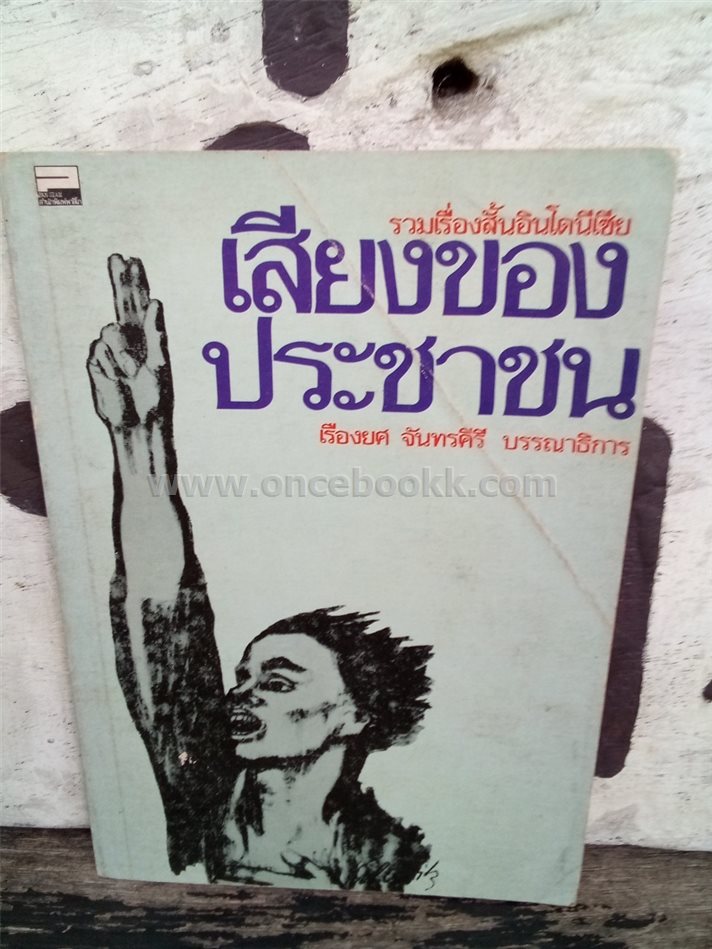 รวมเรื่องสั้นอินโดนีเซีย
เสียงของ
ประชาชน
เรืองยศ จันทรคีรี บรรณาธิการ
www.oncebookk.com